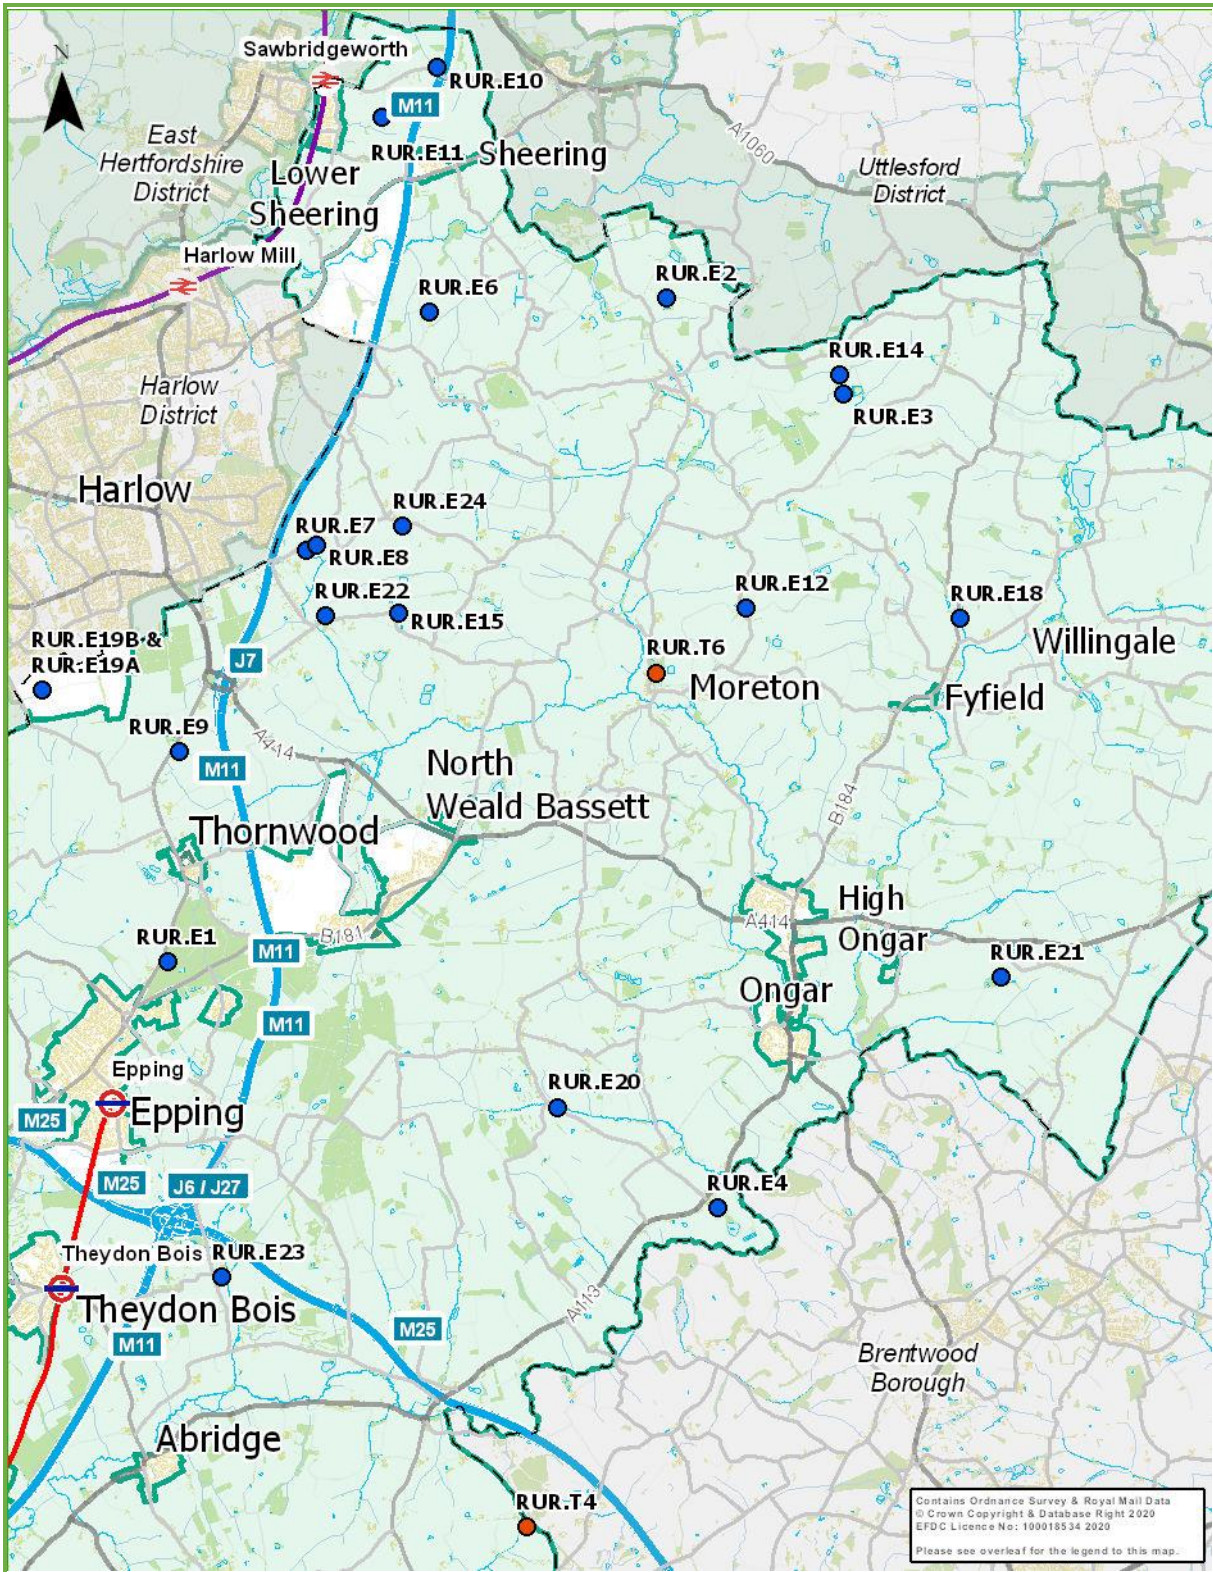 N
Sawbridgeworth
RUR.E10
M11
East
Hertfordshire
District
RUR.E11
Sheering
A1060
Uttlesford
District
Lower
Sheering
Harlow Mill
RUR.E6
RUR.E2
RUR.E14
RUR.E3
Harlow
District
Harlow
RUR.E24
RUR.E7
RUR.E8
RUR.E22
RUR.E15
RUR.E12
RUR.E18
Willingale
RUR.E19B &
RUR.E19A
J7
RUR.T6
Moreton
Fyfield
RUR.E9
A414
M11
North
Weald Bassett
B184
Thornwood
High
Ongar
A414
RUR.E1
B181
M11
RUR.E21
Ongar
M11
Epping
RUR.E20
Epping
M25
M25
J6 / J27
RUR.E4
Theydon Bois
RUR.E23
Theydon Bois
A113
M11
M25
Brentwood
Borough
Abridge
RUR.T4
Contains Ordnance Survey & Royal Mail Data
© Crown Copyright & Database Right 2020
EFDC Licence No: 100018534 2020
Please see overleaf for the legend to this map.